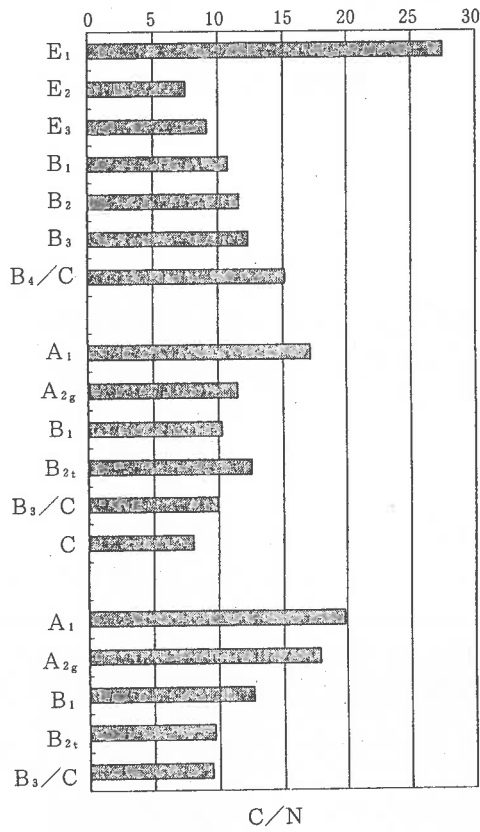 0 5 10 15 20 25 30
E₁
E₂
E₃
B₁
B₂
B₃
B₄/C
A₁
A₂g
B₁
B₂t
B₃/C
C
A₁
A₂g
B₁
B₂t
B₃/C
C/N